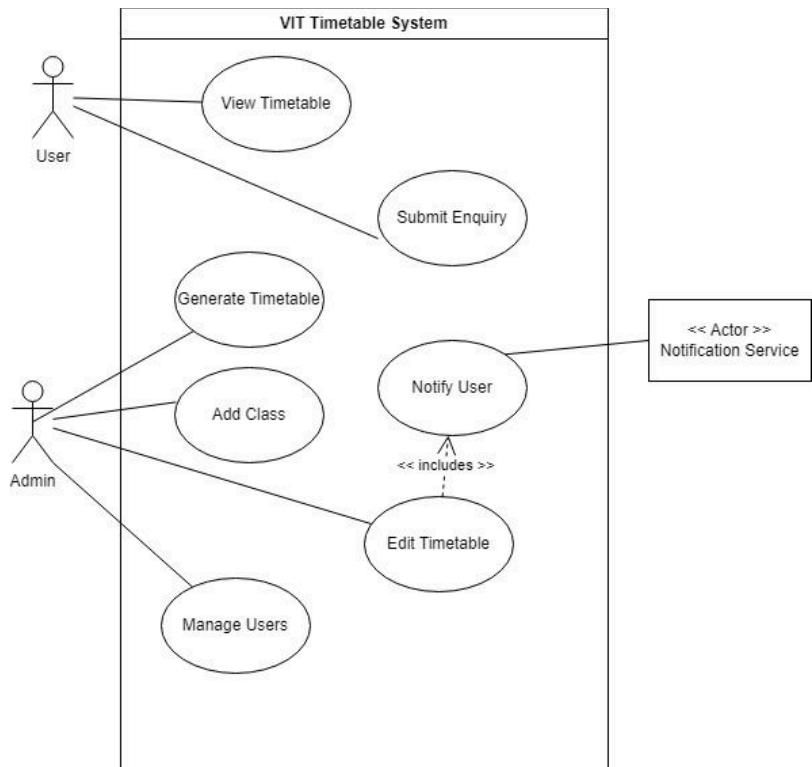 VIT Timetable System
View Timetable
User
Submit Enquiry
Generate Timetable
<< Actor >>
Notification Service
Notify User
Add Class
<< includes >>
Admin
Edit Timetable
Manage Users